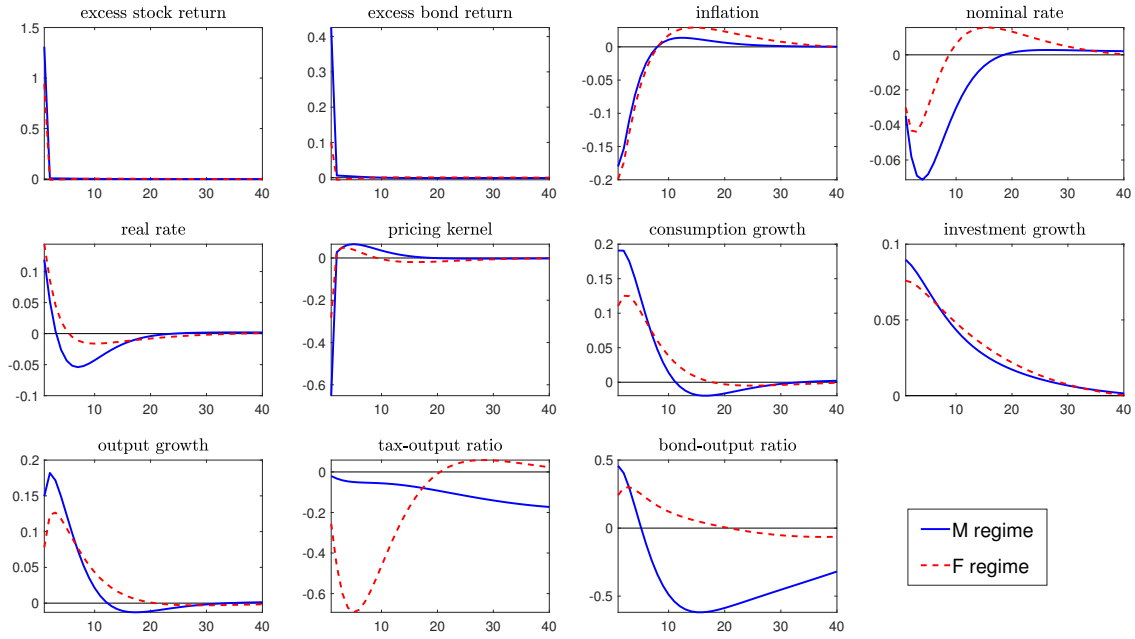 excess stock return
1.5
1
0.5
0
10 20 30 40
excess bond return
0.4
0.3
0.2
0.1
0
10 20 30 40
inflation
0
-0.05
-0.1
-0.15
-0.2
10 20 30 40
nominal rate
0
-0.02
-0.04
-0.06
10 20 30 40
real rate
0.1
0.05
0
-0.05
-0.1
10 20 30 40
pricing kernel
0
-0.2
-0.4
-0.6
10 20 30 40
consumption growth
0.2
0.15
0.1
0.05
0
10 20 30 40
investment growth
0.1
0.05
0
10 20 30 40
output growth
0.2
0.15
0.1
0.05
0
10 20 30 40
tax-output ratio
0
-0.2
-0.4
-0.6
10 20 30 40
bond-output ratio
0.5
0
-0.5
10 20 30 40
M regime
F regime